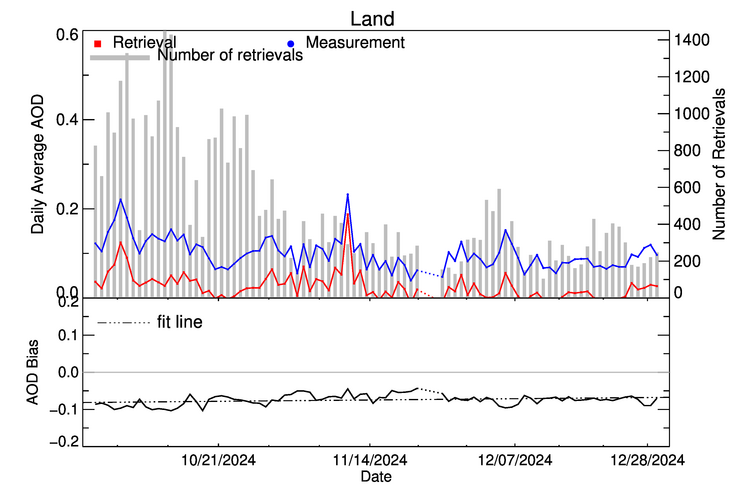 Land
Retrieval
Measurement
Number of retrievals
Daily Average AOD
0.6
0.4
0.2
0.0
1400
1200
1000
800
600
400
200
0
Number of Retrievals
fit line
AOD Bias
0.2
0.1
0.0
−0.1
−0.2
10/21/2024
11/14/2024
12/07/2024
12/28/2024
Date